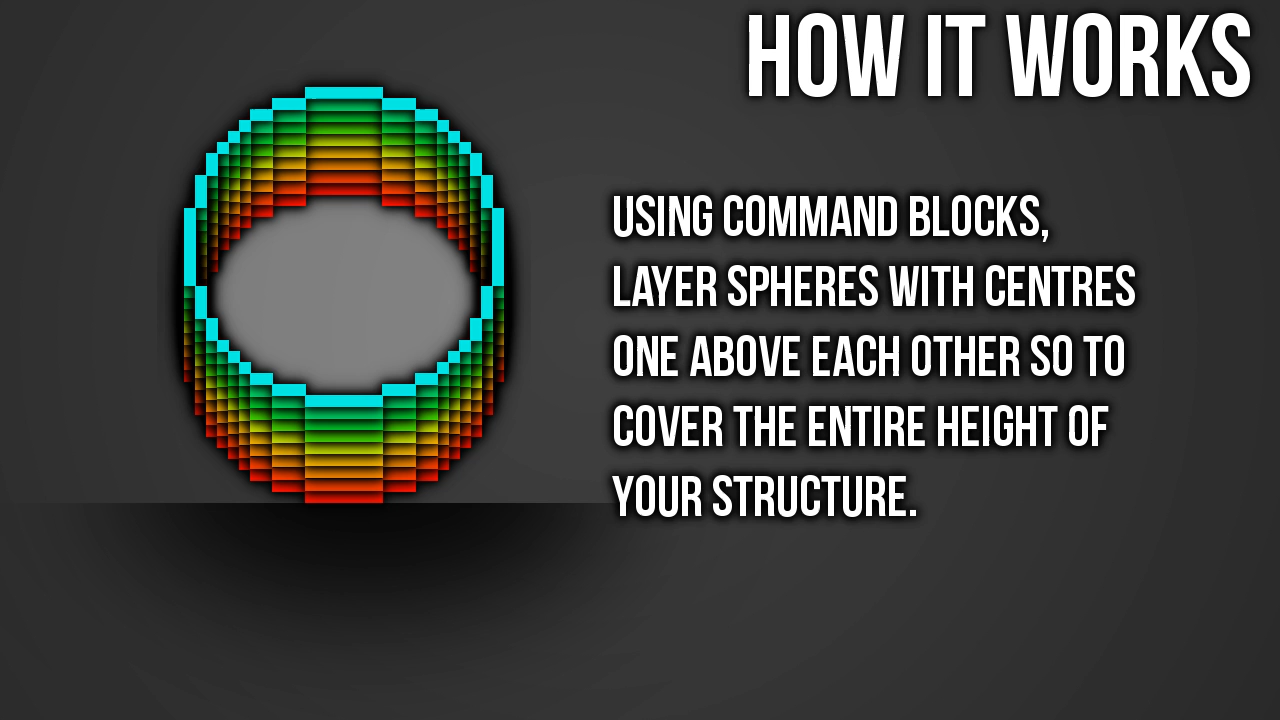 HOW IT WORKS
USING COMMAND BLOCKS,
LAYER SPHERES WITH CENTRES
ONE ABOVE EACH OTHER SO TO
COVER THE ENTIRE HEIGHT OF
YOUR STRUCTURE.